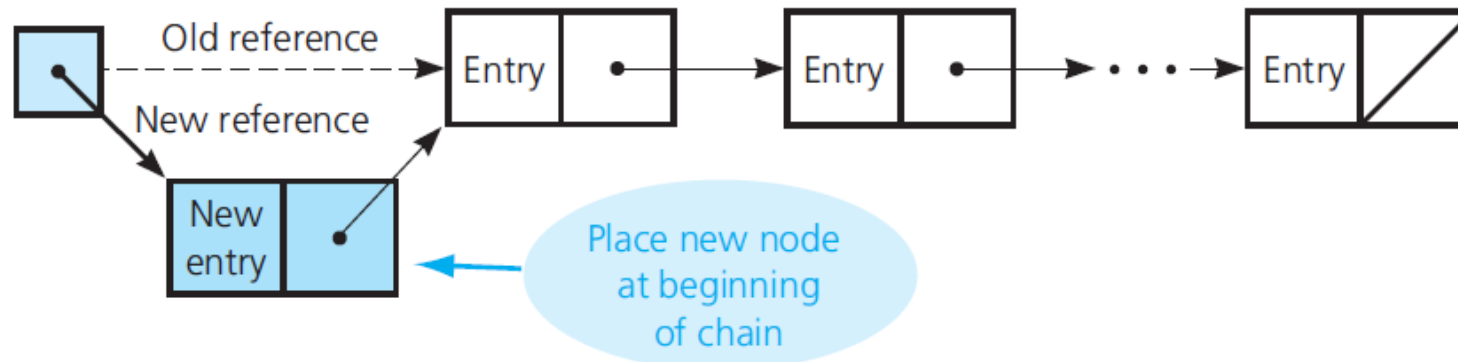 Old reference
Entry
Entry
Entry
New reference
New
entry
Place new node
at beginning
of chain